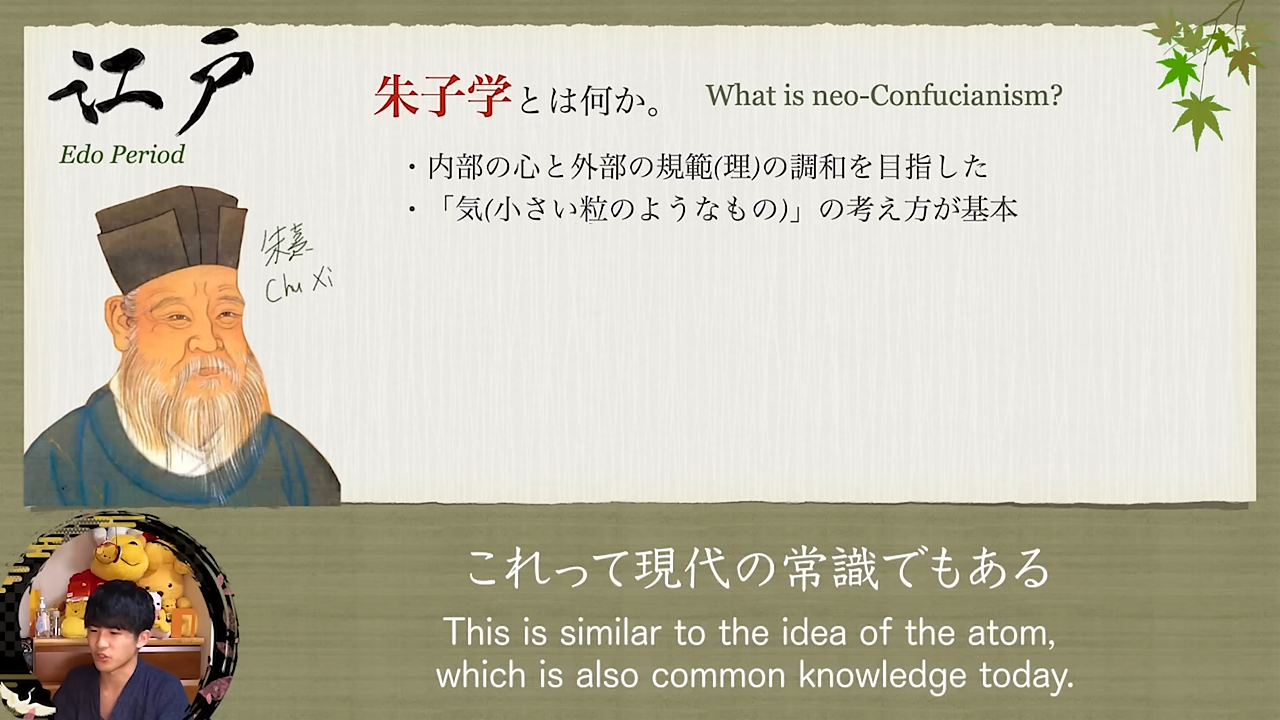 江戸
Edo Period
朱子学とは何か。
What is neo-Confucianism?
・内部の心と外部の規範(理)の調和を目指した
・「気(小さい粒のようなもの)」の考え方が基本
朱熹
Chu Xi
これって現代の常識でもある
This is similar to the idea of the atom,
which is also common knowledge today.